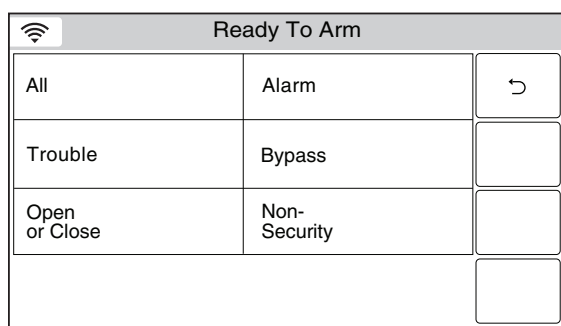 Ready To Arm
All
Alarm
Trouble
Bypass
Open
or Close
Non-
Security